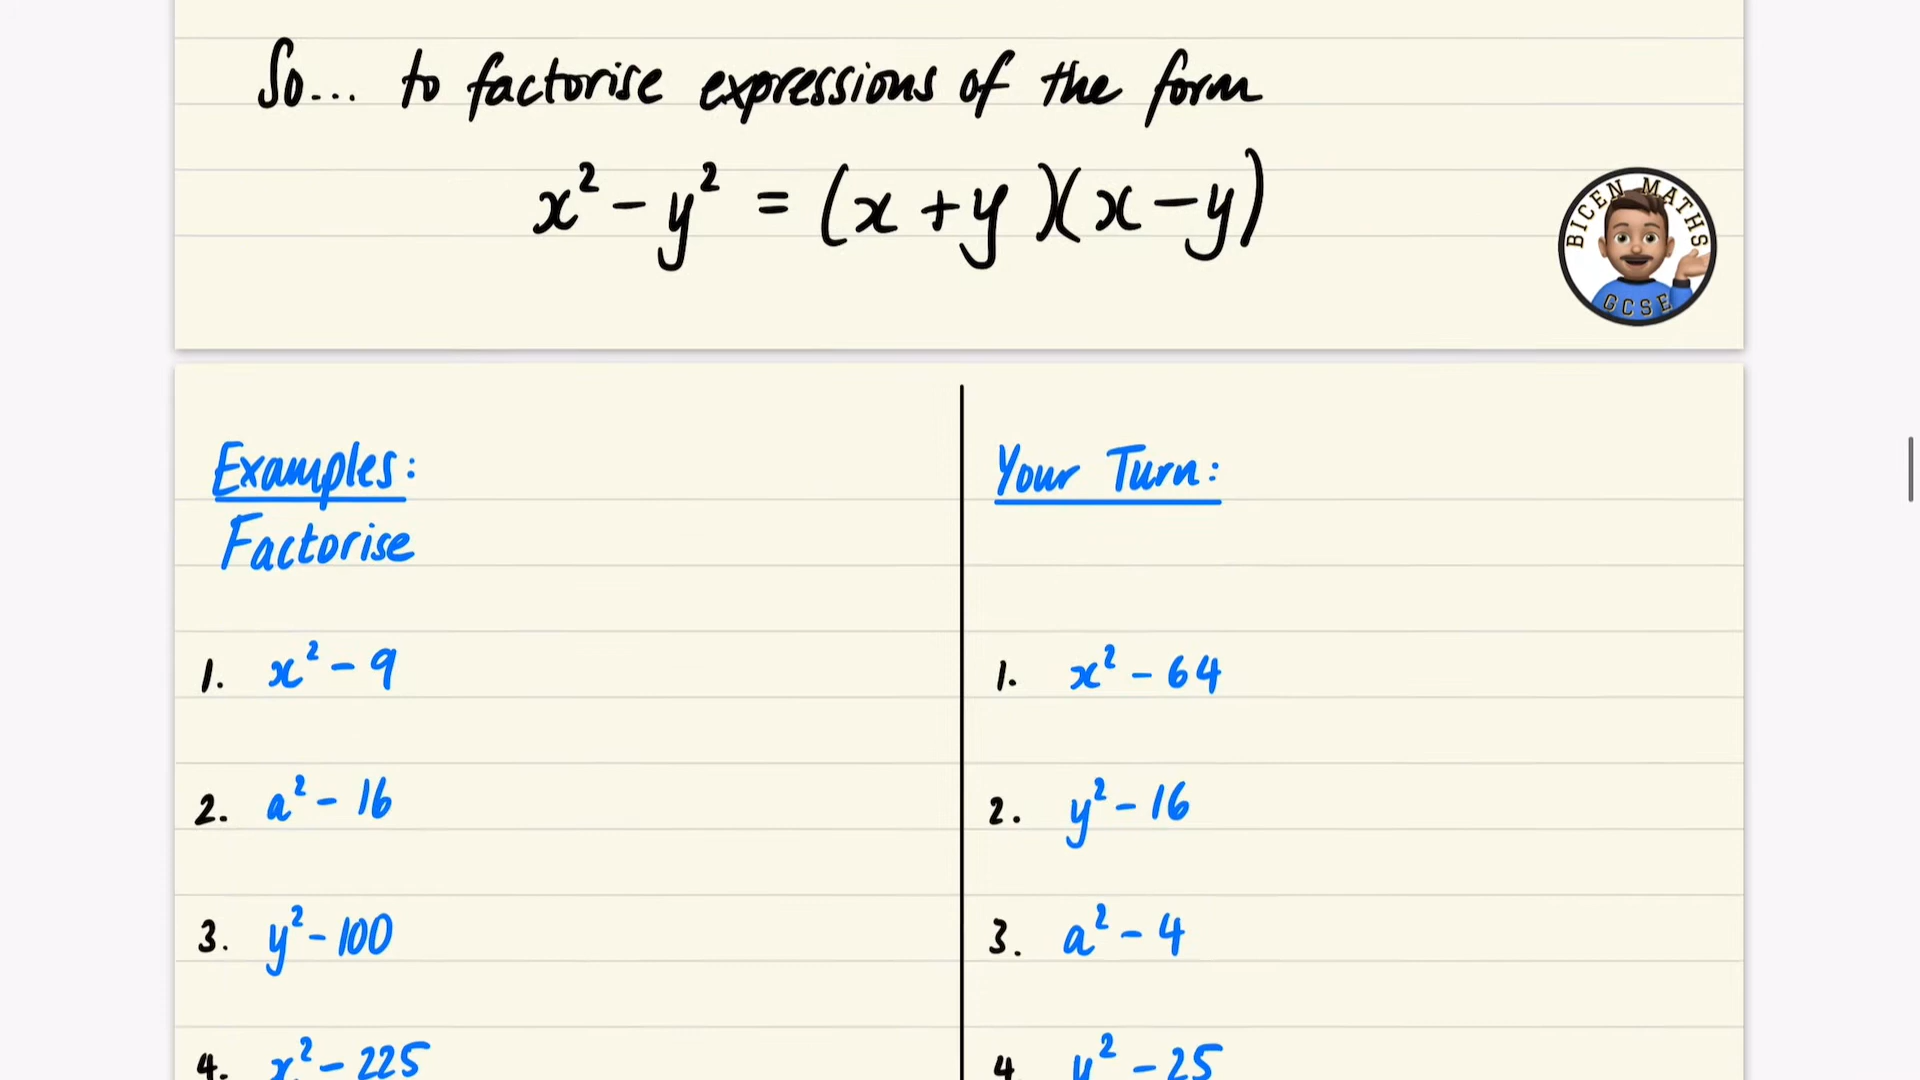 So... to factorise expressions of the form
x² - y² = (x + y)(x - y)
BICEN MATHS
GCSE
Examples:
Factorise
1. x² - 9
2. a² - 16
3. y² - 100
4. x² - 225
Your Turn:
1. x² - 64
2. y² - 16
3. a² - 4
4 y² - 25